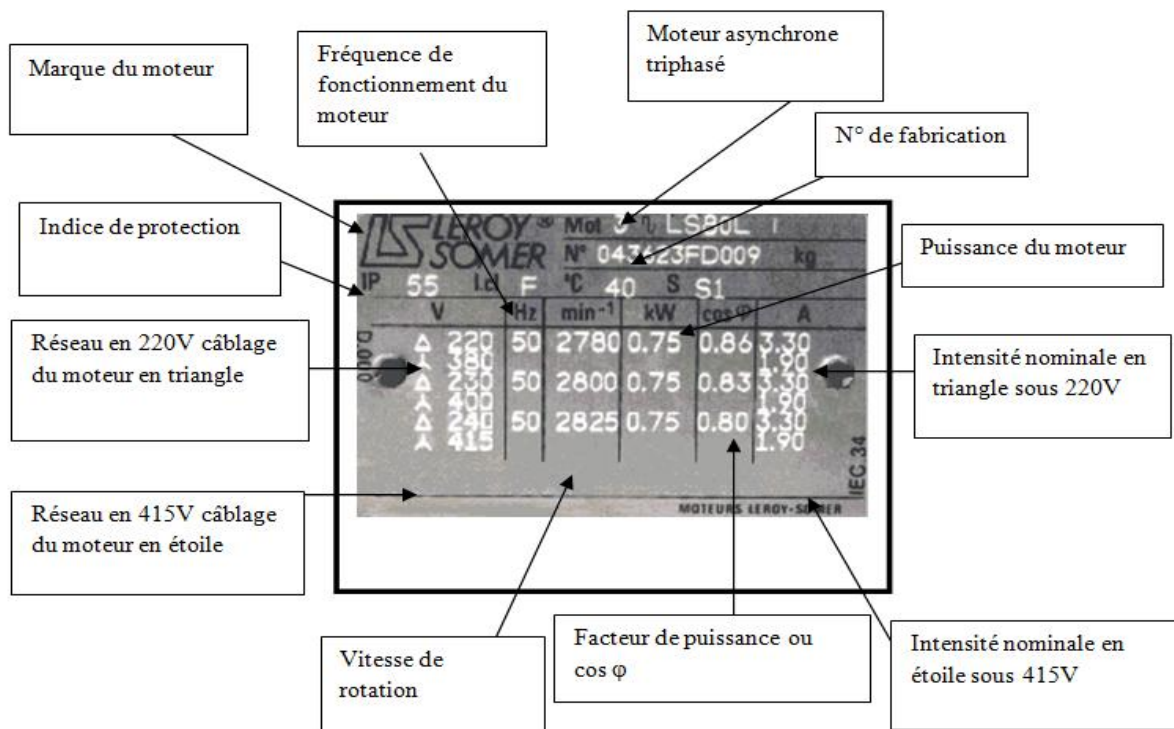 Marque du moteur
Fréquence de
fonctionnement du
moteur
Moteur asynchrone
triphasé
N° de fabrication
Indice de protection
Puissance du moteur
Réseau en 220V câblage
du moteur en triangle
Intensité nominale en
triangle sous 220V
Réseau en 415V câblage
du moteur en étoile
Vitesse de
rotation
Facteur de puissance ou
cos φ
Intensité nominale en
étoile sous 415V
LEROY ® Mot 3 ~ LS80L
SOMER N° 043623FD009 kg
IP 55 I.cl F °C 40 S S1
V Hz min-1 kW cos φ A
Δ 220 50 2780 0.75 0.86 3.30
Y 380 1.90
Δ 230 50 2800 0.75 0.83 3.30
Y 400 1.90
Δ 240 50 2825 0.75 0.80 3.30
Y 415 1.90
IEC 34
MOTEURS LEROY-SOMER